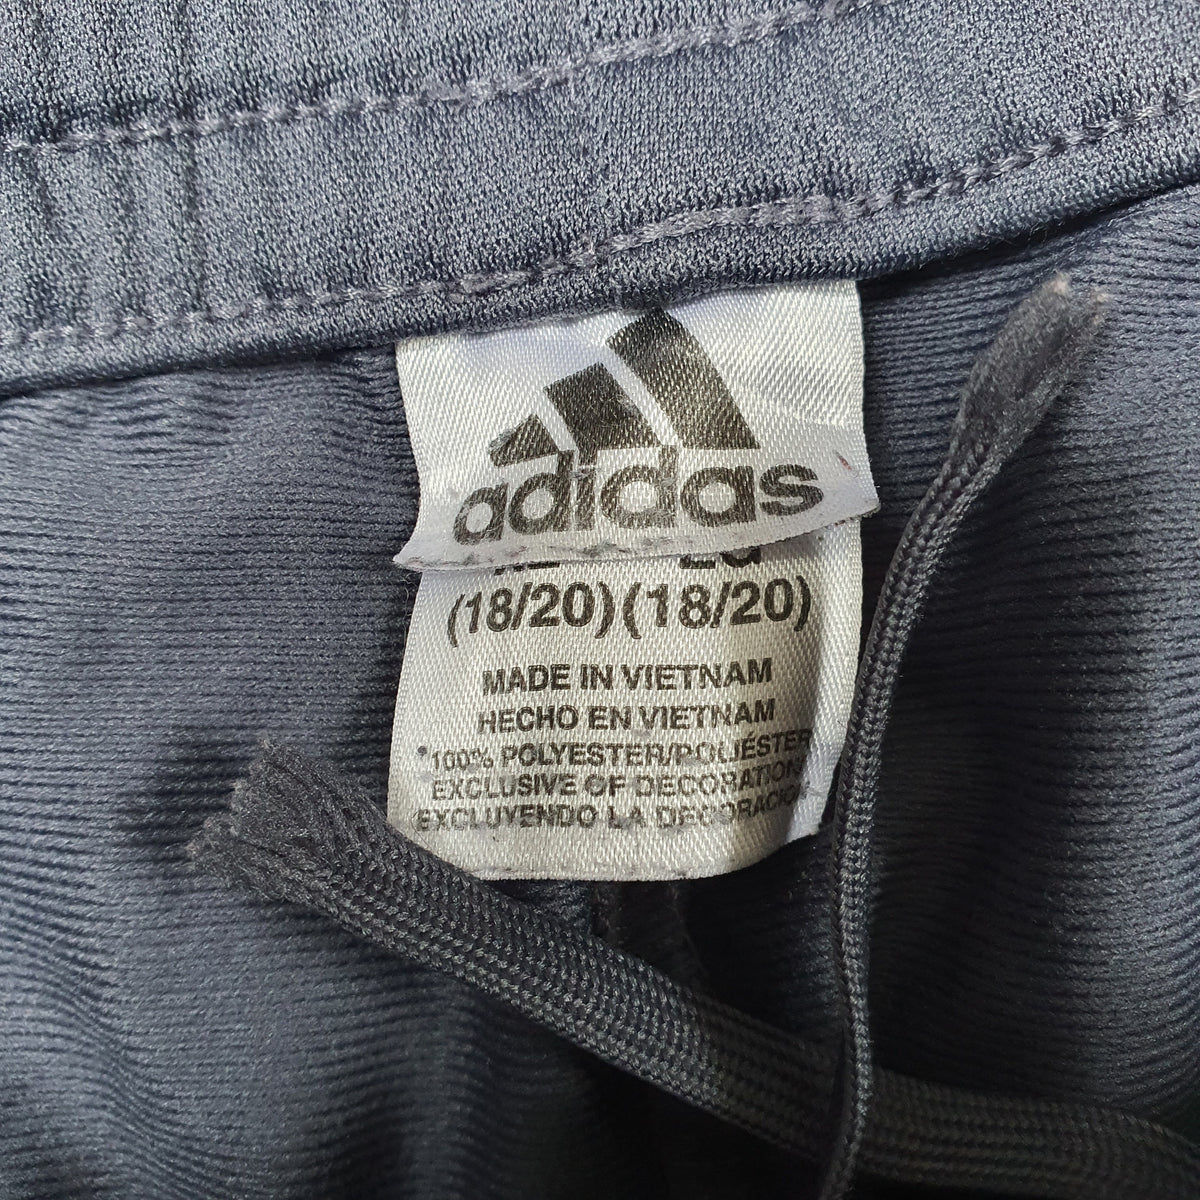 adidas
(18/20) (18/20)
MADE IN VIETNAM
HECHO EN VIETNAM
*100% POLYESTER/POLIÉSTER
EXCLUSIVE OF DECORATION
EXCLUYENDO LA DECORACIÓN